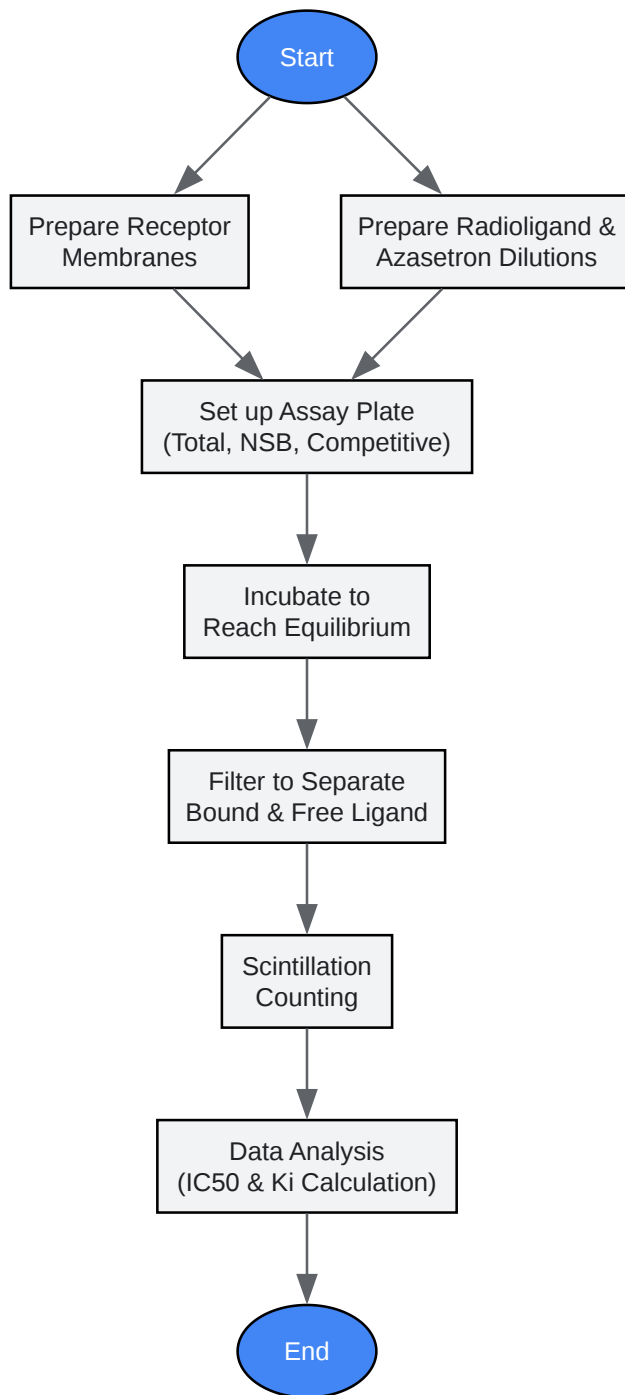 Start
Prepare Receptor
Membranes
Prepare Radioligand &
Azasetron Dilutions
Set up Assay Plate
(Total, NSB, Competitive)
Incubate to
Reach Equilibrium
Filter to Separate
Bound & Free Ligand
Scintillation
Counting
Data Analysis
(IC50 & Ki Calculation)
End